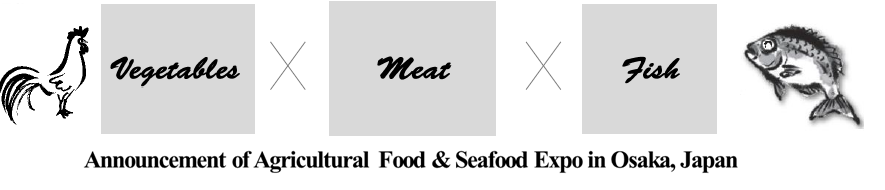 Vegetables × Meat × Fish
Announcement of Agricultural Food & Seafood Expo in Osaka, Japan